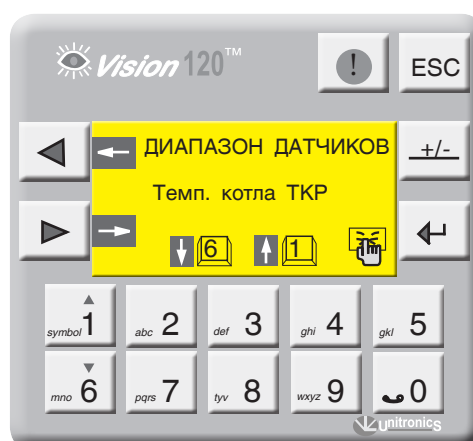 Vision 120™
! ESC
ДИАПАЗОН ДАТЧИКОВ
+/-
Темп. котла ТКР
6 1
symbol 1 abc 2 def 3 ghi 4 gkl 5
mno 6 pqrs 7 tyv 8 wxyz 9 0
Unitronics